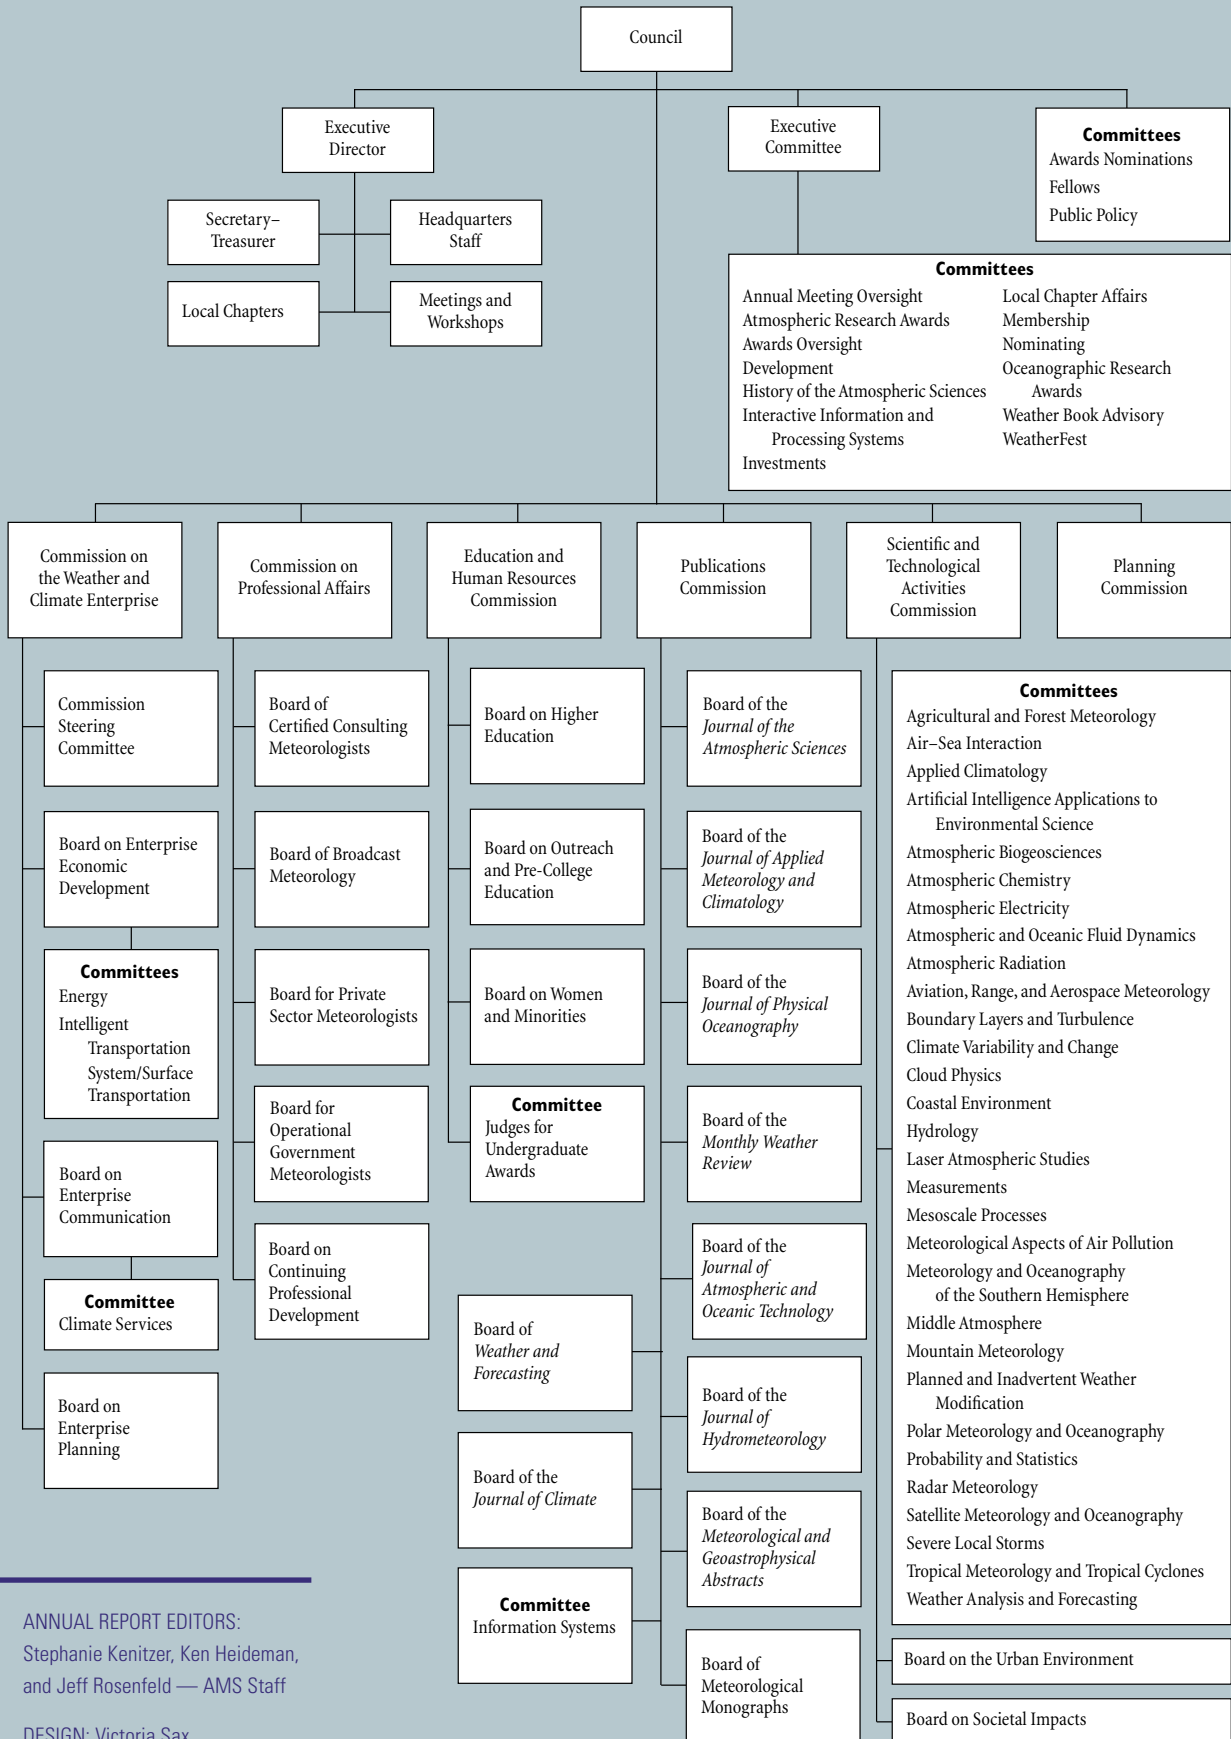 Council
Executive
Director
Executive
Committee
Committees
Awards Nominations
Fellows
Public Policy
Secretary–
Treasurer
Headquarters
Staff
Local Chapters
Meetings and
Workshops
Committees
Annual Meeting Oversight
Atmospheric Research Awards
Awards Oversight
Development
History of the Atmospheric Sciences
Interactive Information and
Processing Systems
Investments
Local Chapter Affairs
Membership
Nominating
Oceanographic Research
Awards
Weather Book Advisory
WeatherFest
Commission on
the Weather and
Climate Enterprise
Commission on
Professional Affairs
Education and
Human Resources
Commission
Publications
Commission
Scientific and
Technological
Activities
Commission
Planning
Commission
Commission
Steering
Committee
Board on Enterprise
Economic
Development
Committees
Energy
Intelligent
Transportation
System/Surface
Transportation
Board on
Enterprise
Communication
Committee
Climate Services
Board on
Enterprise
Planning
Board of
Certified Consulting
Meteorologists
Board of Broadcast
Meteorology
Board for Private
Sector Meteorologists
Board for
Operational
Government
Meteorologists
Board on
Continuing
Professional
Development
Board on Higher
Education
Board on Outreach
and Pre-College
Education
Board on Women
and Minorities
Committee
Judges for
Undergraduate
Awards
Board of the
Journal of the
Atmospheric Sciences
Board of the
Journal of Applied
Meteorology and
Climatology
Board of the
Journal of Physical
Oceanography
Board of the
Monthly Weather
Review
Board of the
Journal of
Atmospheric and
Oceanic Technology
Board of
Weather and
Forecasting
Board of the
Journal of
Hydrometeorology
Board of the
Journal of Climate
Board of the
Meteorological and
Geoastrophysical
Abstracts
Committee
Information Systems
Board of
Meteorological
Monographs
Committees
Agricultural and Forest Meteorology
Air–Sea Interaction
Applied Climatology
Artificial Intelligence Applications to
Environmental Science
Atmospheric Biogeosciences
Atmospheric Chemistry
Atmospheric Electricity
Atmospheric and Oceanic Fluid Dynamics
Atmospheric Radiation
Aviation, Range, and Aerospace Meteorology
Boundary Layers and Turbulence
Climate Variability and Change
Cloud Physics
Coastal Environment
Hydrology
Laser Atmospheric Studies
Measurements
Mesoscale Processes
Meteorological Aspects of Air Pollution
Meteorology and Oceanography
of the Southern Hemisphere
Middle Atmosphere
Mountain Meteorology
Planned and Inadvertent Weather
Modification
Polar Meteorology and Oceanography
Probability and Statistics
Radar Meteorology
Satellite Meteorology and Oceanography
Severe Local Storms
Tropical Meteorology and Tropical Cyclones
Weather Analysis and Forecasting
Board on the Urban Environment
Board on Societal Impacts
ANNUAL REPORT EDITORS:
Stephanie Kenitzer, Ken Heideman,
and Jeff Rosenfeld — AMS Staff
DESIGN: Victoria Sax